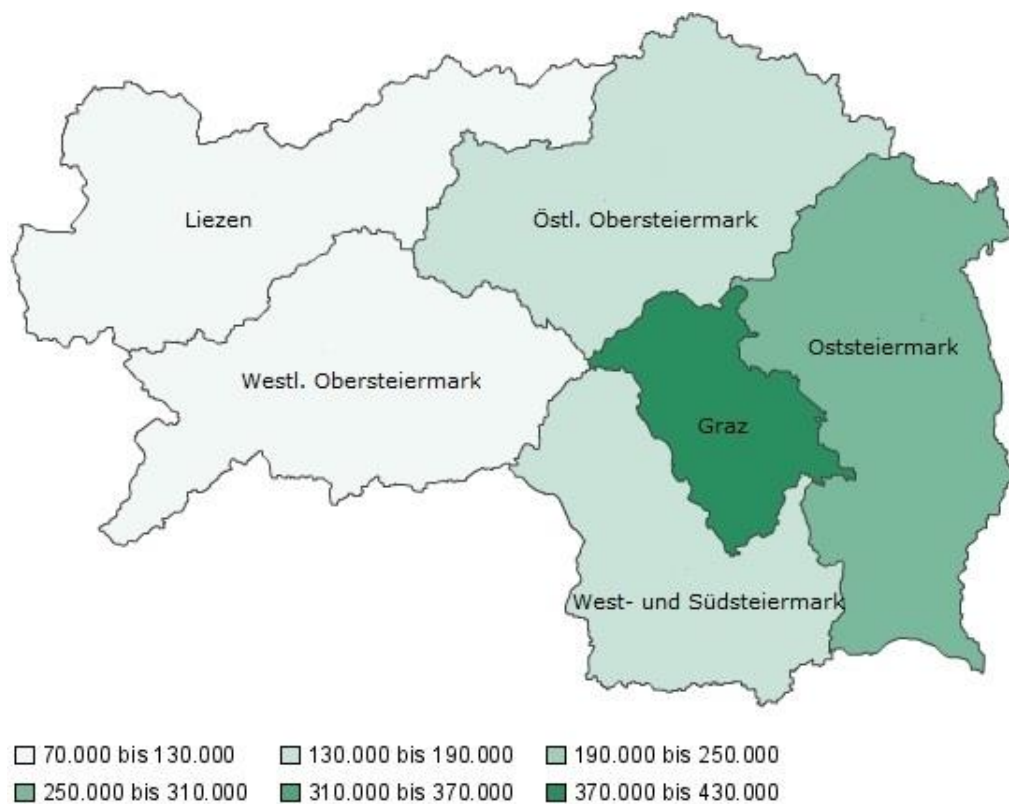 Liezen
Östl. Obersteiermark
Oststeiermark
Westl. Obersteiermark
Graz
West- und Südsteiermark
70.000 bis 130.000 130.000 bis 190.000 190.000 bis 250.000
250.000 bis 310.000 310.000 bis 370.000 370.000 bis 430.000